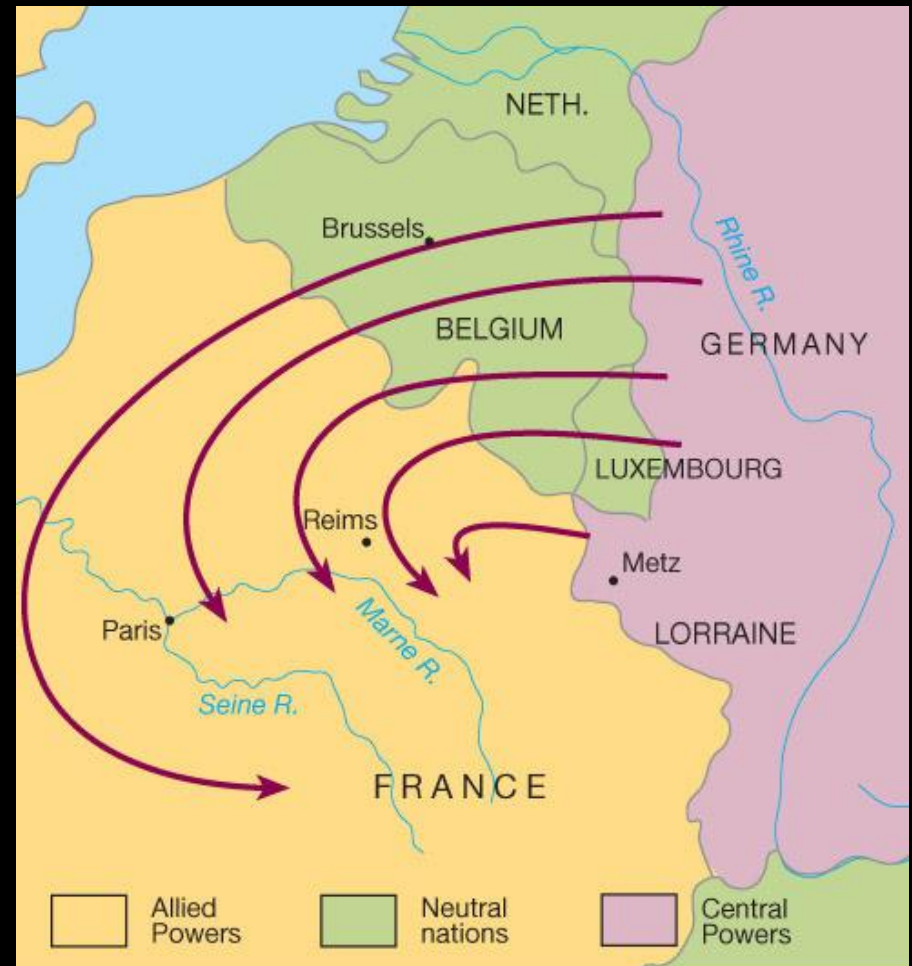 NETH.
Brussels
Rhine R.
BELGIUM
GERMANY
LUXEMBOURG
Reims
Metz
Paris
Marne R.
LORRAINE
Seine R.
FRANCE
Allied
Powers
Neutral
nations
Central
Powers